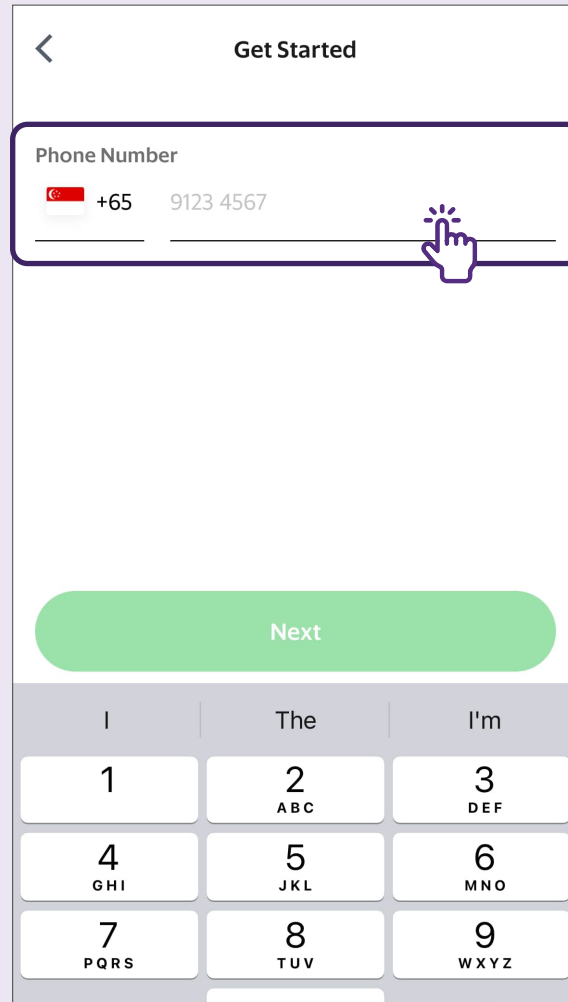 Get Started
Phone Number
+65 9123 4567
Next
I The I'm
1 2 3
ABC DEF
4 5 6
GHI JKL MNO
7 8 9
PQRS TUV WXYZ